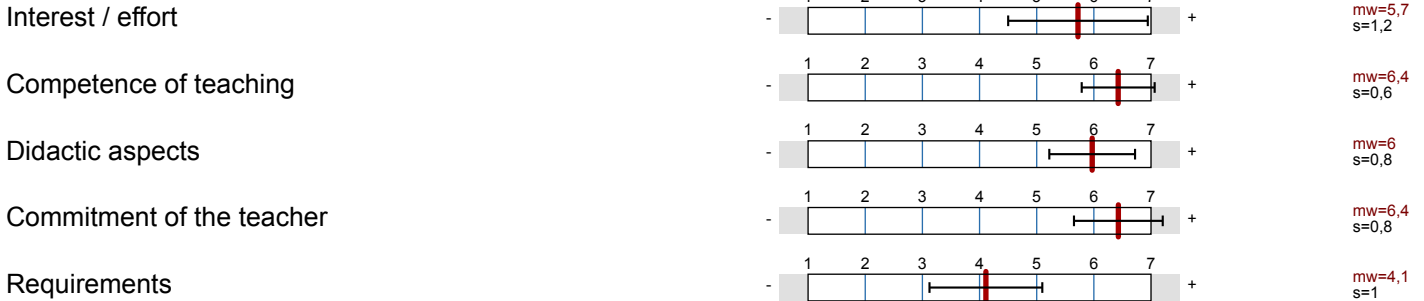 Interest / effort
- + mw=5,7
s=1,2
Competence of teaching
1 2 3 4 5 6 7
- + mw=6,4
s=0,6
Didactic aspects
1 2 3 4 5 6 7
- + mw=6
s=0,8
Commitment of the teacher
1 2 3 4 5 6 7
- + mw=6,4
s=0,8
Requirements
1 2 3 4 5 6 7
- + mw=4,1
s=1